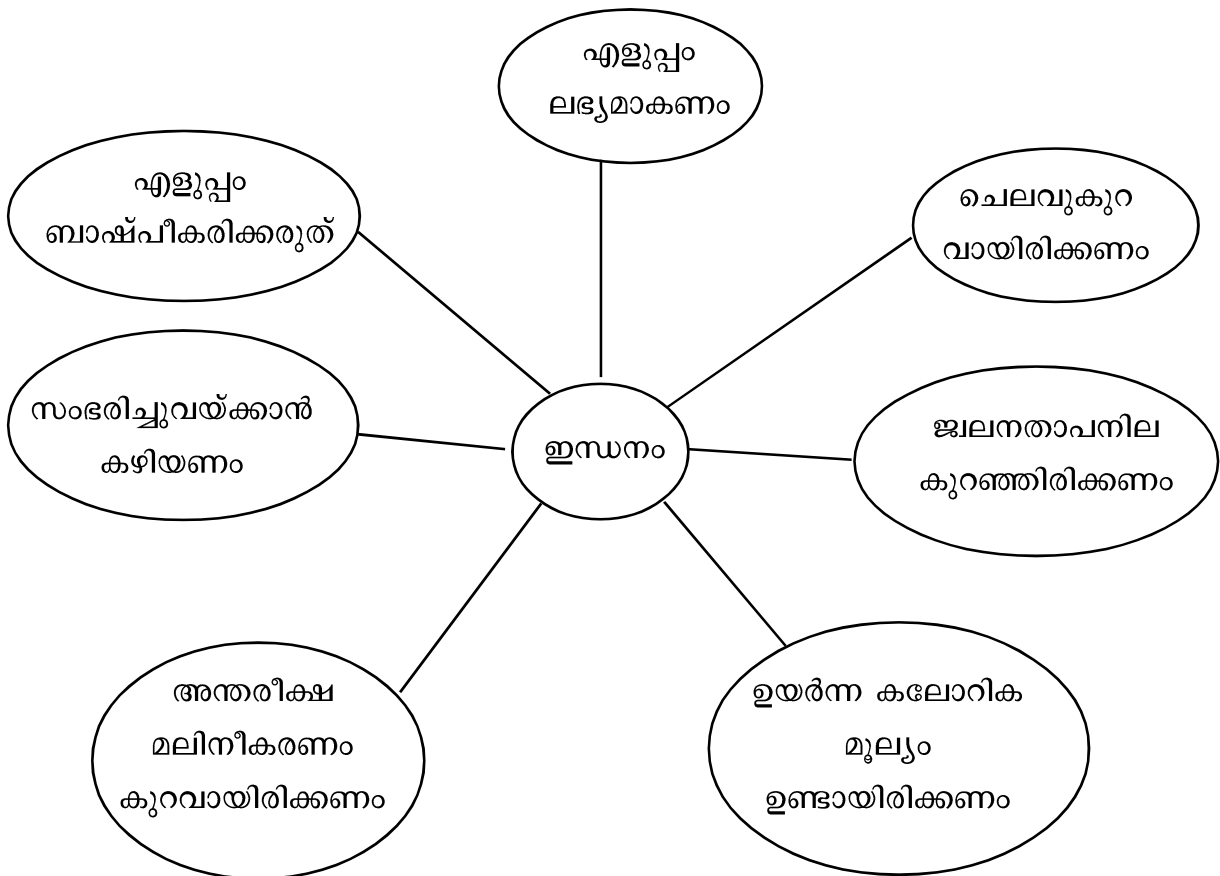 എളുപ്പം
ലഭ്യമാകണം
എളുപ്പം
ബാഷ്പീകരിക്കരുത്
ചെലവുകുറ
വായിരിക്കണം
സംഭരിച്ചുവയ്ക്കാൻ
കഴിയണം
ഇന്ധനം
ജ്വലനതാപനില
കുറഞ്ഞിരിക്കണം
അന്തരീക്ഷ
മലിനീകരണം
കുറവായിരിക്കണം
ഉയർന്ന കലോറിക
മൂല്യം
ഉണ്ടായിരിക്കണം